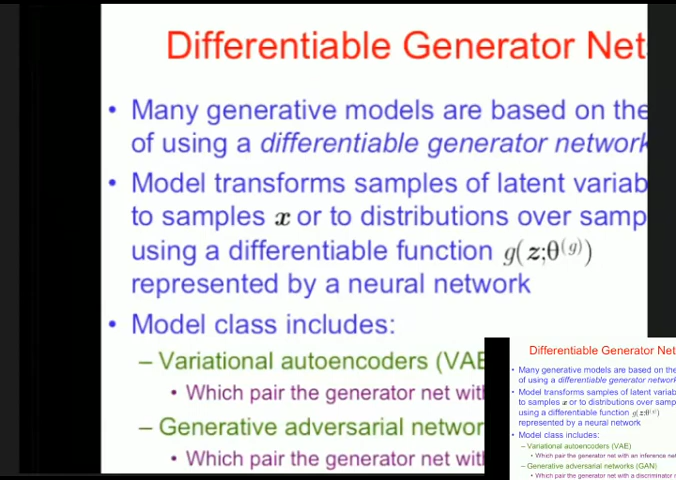 Differentiable Generator Net
• Many generative models are based on the
of using a differentiable generator network
• Model transforms samples of latent variab
to samples x or to distributions over samp
using a differentiable function g(z;θ^(g))
represented by a neural network
• Model class includes:
– Variational autoencoders (VAE
• Which pair the generator net wit
– Generative adversarial networ
• Which pair the generator net wit
Differentiable Generator Net
• Many generative models are based on the
of using a differentiable generator network
• Model transforms samples of latent variab
to samples x or to distributions over samp
using a differentiable function g(z;θ^(g))
represented by a neural network
• Model class includes:
– Variational autoencoders (VAE)
• Which pair the generator net with an inference net
– Generative adversarial networks (GAN)
• Which pair the generator net with a discriminator